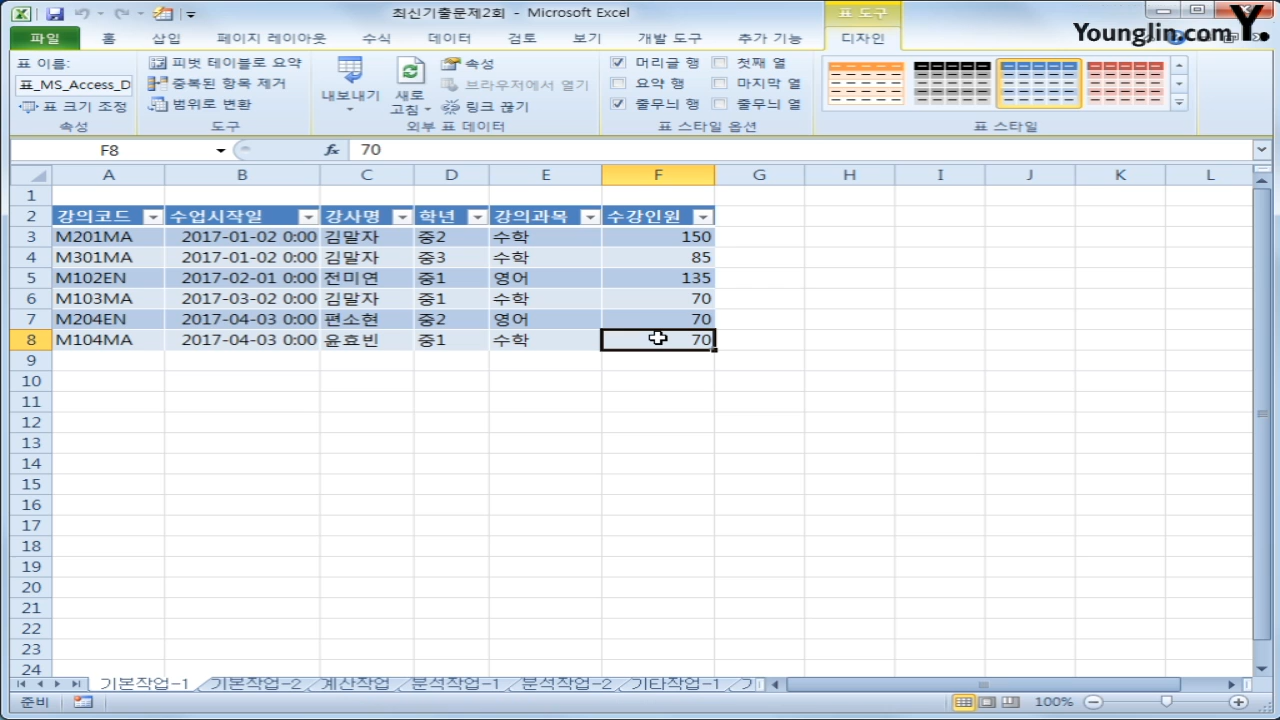 최신기출문제2회 - Microsoft Excel
표 도구
Younglin.com Y.
파일 홈 삽입 페이지 레이아웃 수식 데이터 검토 보기 개발 도구 추가 기능 디자인
표 이름:
표_MS_Access_D
표 크기 조정
속성
피벗 테이블로 요약
중복된 항목 제거
범위로 변환
도구
내보내기
새로 고침
속성
브라우저에서 열기
링크 끊기
외부 표 데이터
머리글 행 첫째 열
요약 행 마지막 열
줄무늬 행 줄무늬 열
표 스타일 옵션
표 스타일
F8 fx 70
A B C D E F G H I J K L
1
2 강의코드 수업시작일 강사명 학년 강의과목 수강인원
3 M201MA 2017-01-02 0:00 김말자 중2 수학 150
4 M301MA 2017-01-02 0:00 김말자 중3 수학 85
5 M102EN 2017-02-01 0:00 전미연 중1 영어 135
6 M103MA 2017-03-02 0:00 김말자 중1 수학 70
7 M204EN 2017-04-03 0:00 편소현 중2 영어 70
8 M104MA 2017-04-03 0:00 윤효빈 중1 수학 70
9
10
11
12
13
14
15
16
17
18
19
20
21
22
23
24
기본작업-1 기본작업-2 계산작업 분석작업-1 분석작업-2 기타작업-1
준비 100%